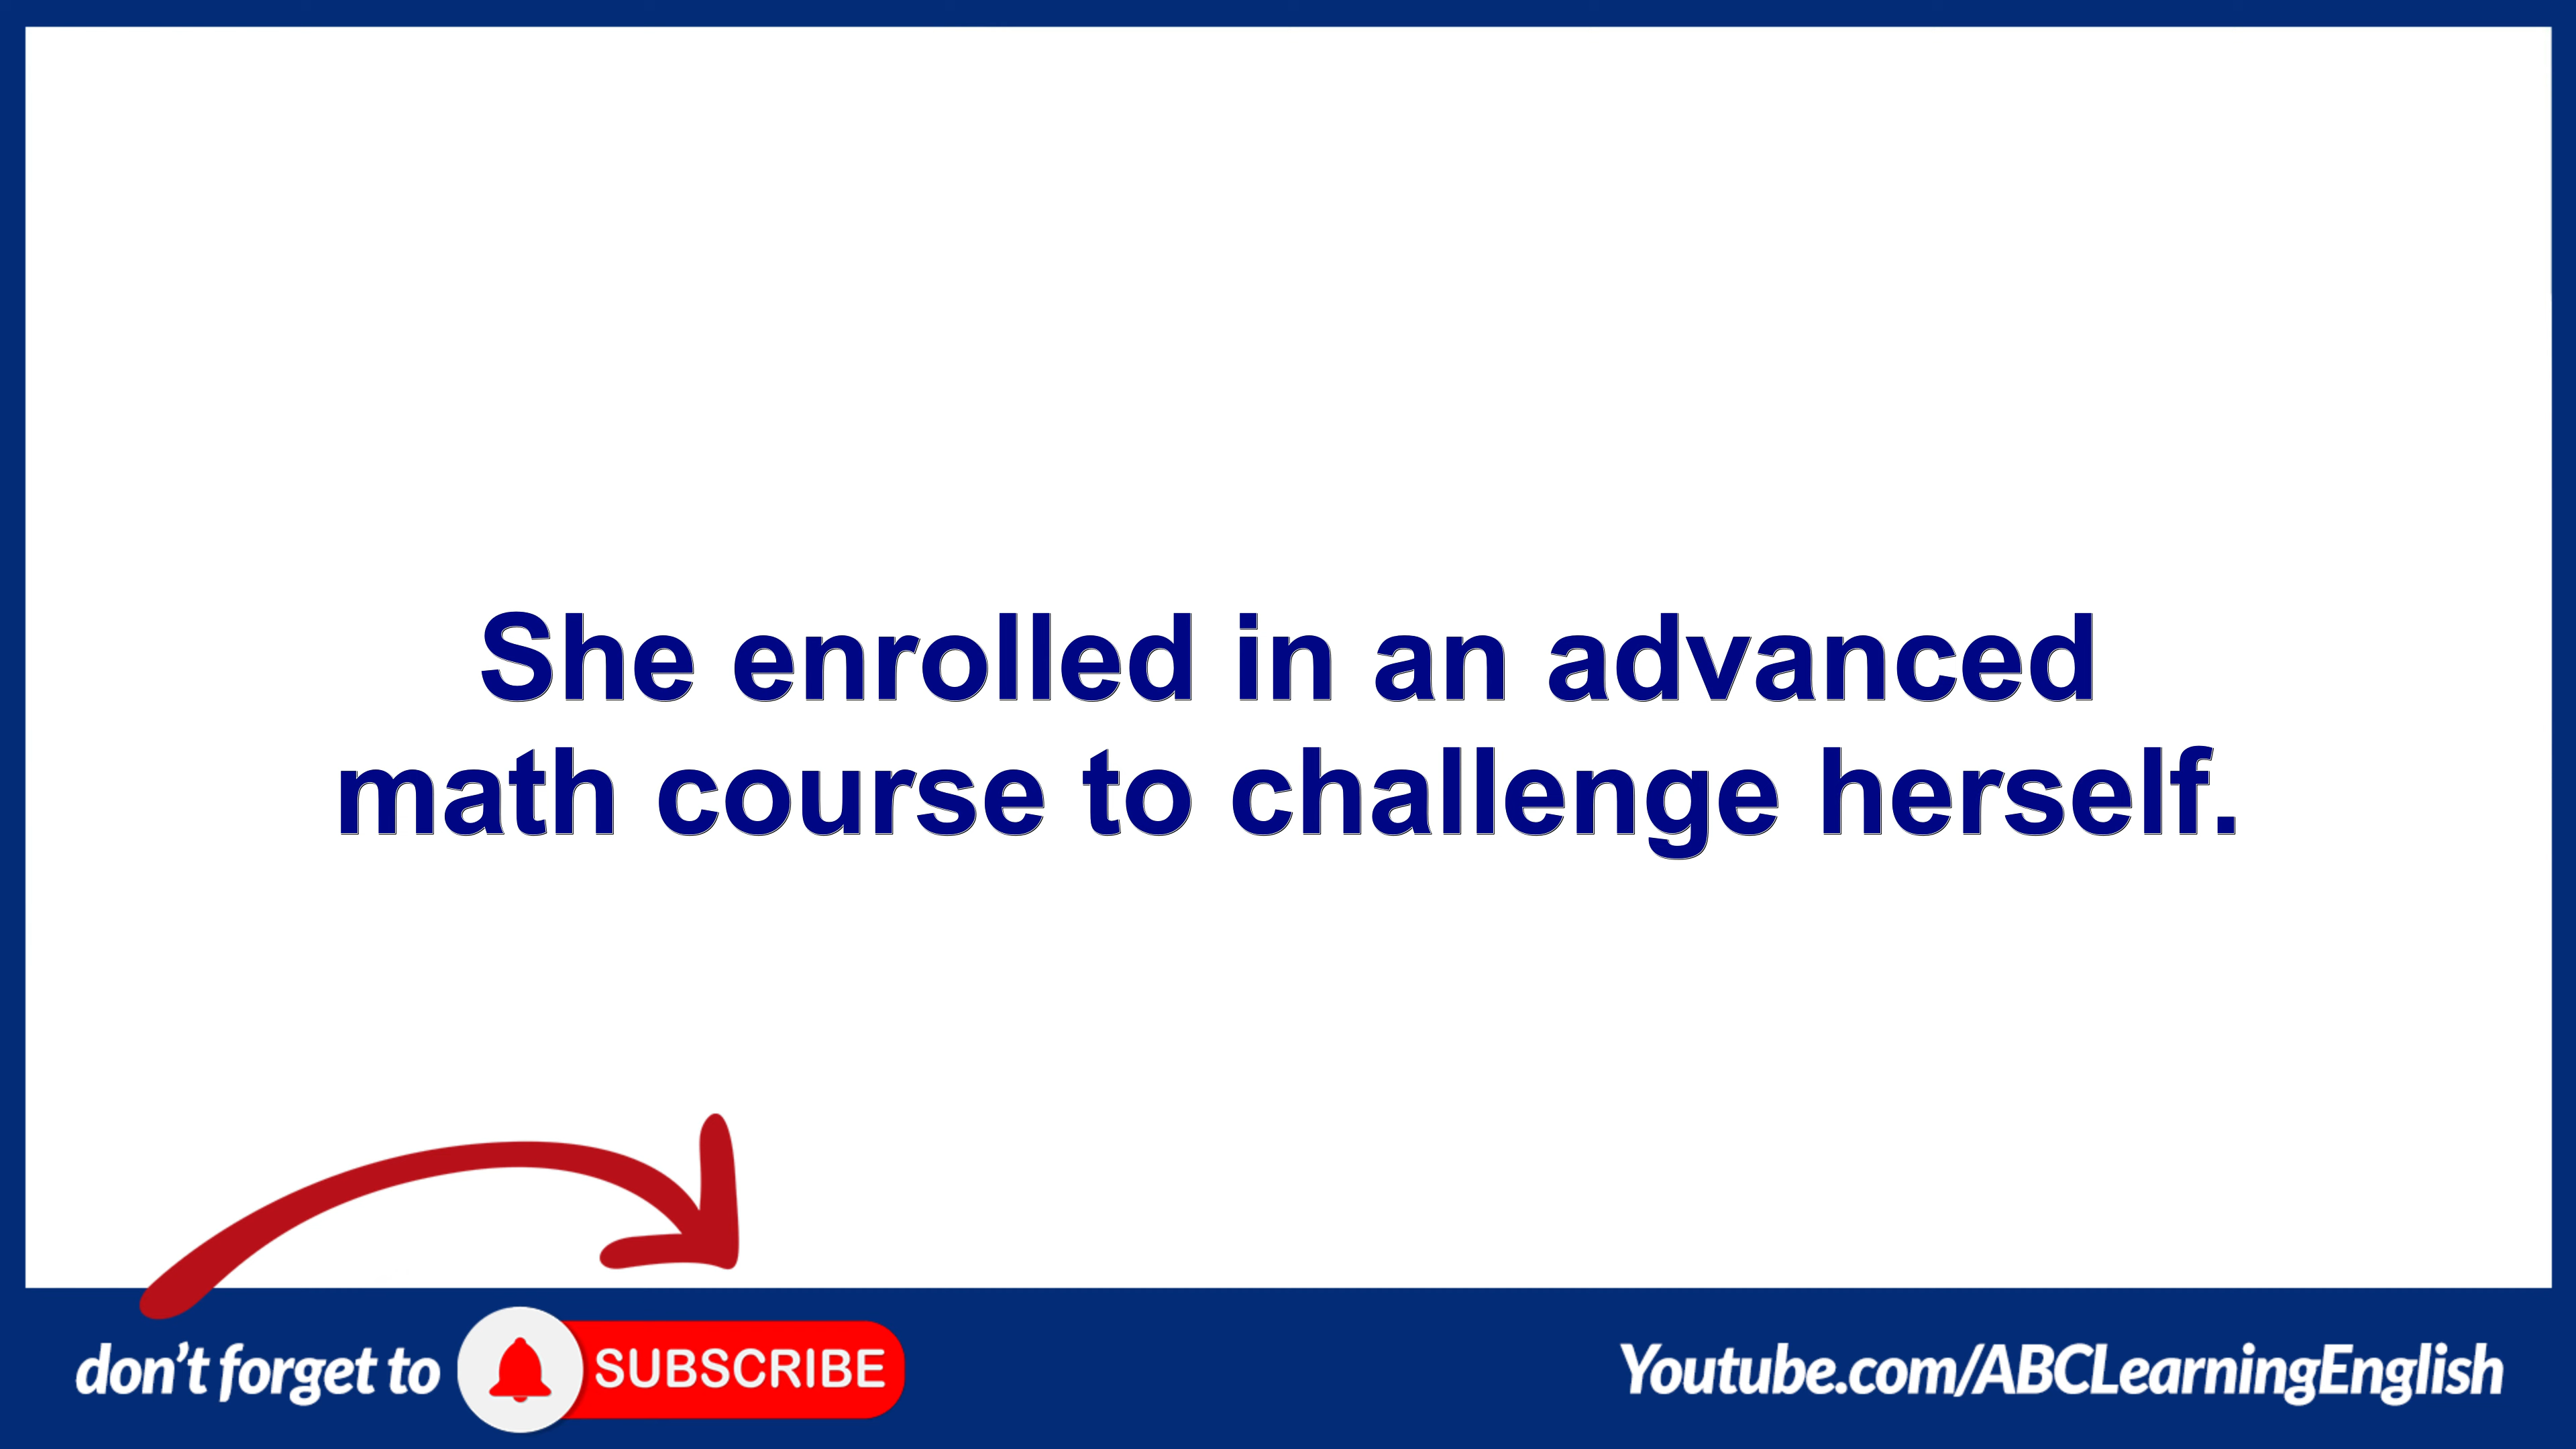 She enrolled in an advanced
math course to challenge herself.
don't forget to SUBSCRIBE
Youtube.com/ABCLearningEnglish